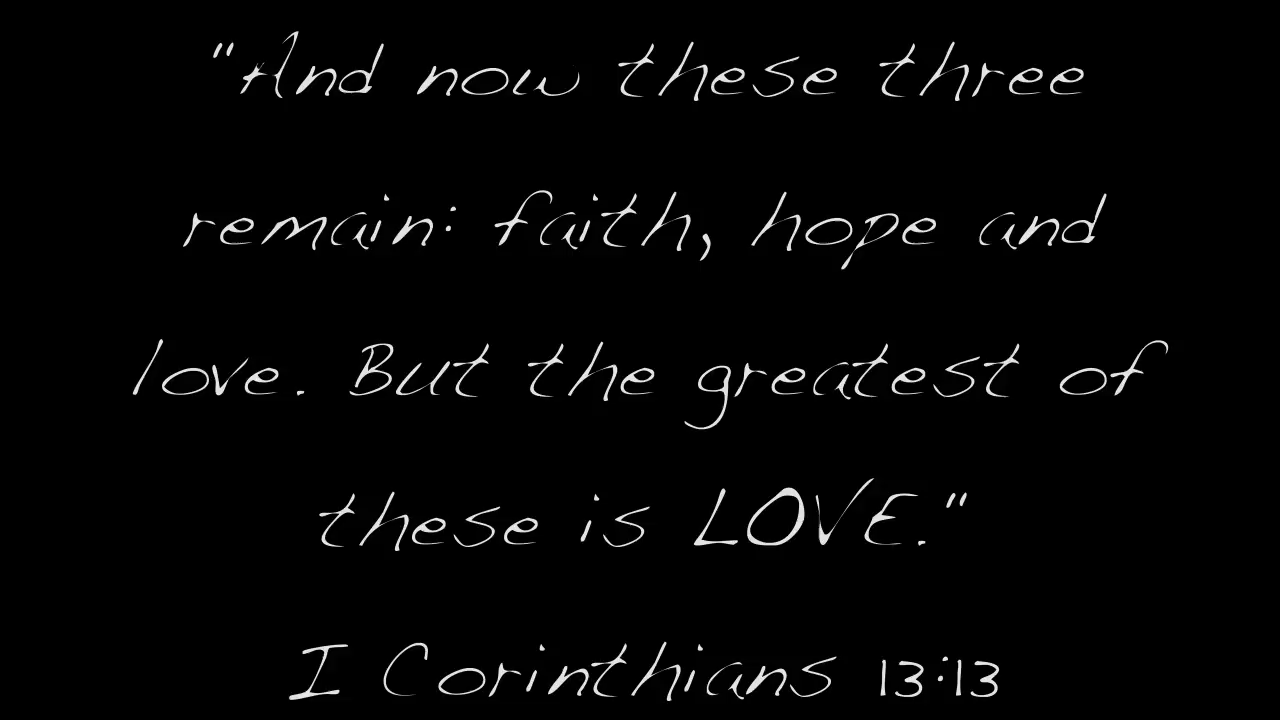 "And now these three
remain: faith, hope and
love. But the greatest of
these is LOVE."
I Corinthians 13:13